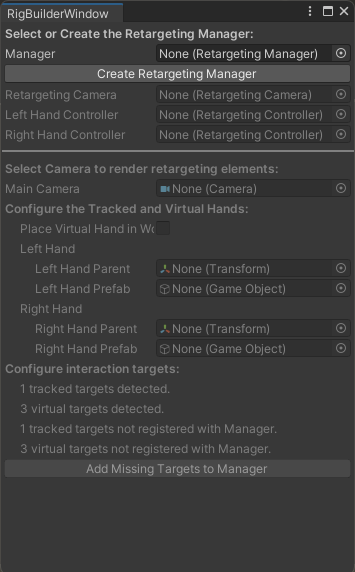 RigBuilderWindow
Select or Create the Retargeting Manager:
Manager None (Retargeting Manager)
Create Retargeting Manager
Retargeting Camera None (Retargeting Camera)
Left Hand Controller None (Retargeting Controller)
Right Hand Controller None (Retargeting Controller)
Select Camera to render retargeting elements:
Main Camera None (Camera)
Configure the Tracked and Virtual Hands:
Place Virtual Hand in Wo
Left Hand
Left Hand Parent None (Transform)
Left Hand Prefab None (Game Object)
Right Hand
Right Hand Parent None (Transform)
Right Hand Prefab None (Game Object)
Configure interaction targets:
1 tracked targets detected.
3 virtual targets detected.
1 tracked targets not registered with Manager.
3 virtual targets not registered with Manager.
Add Missing Targets to Manager